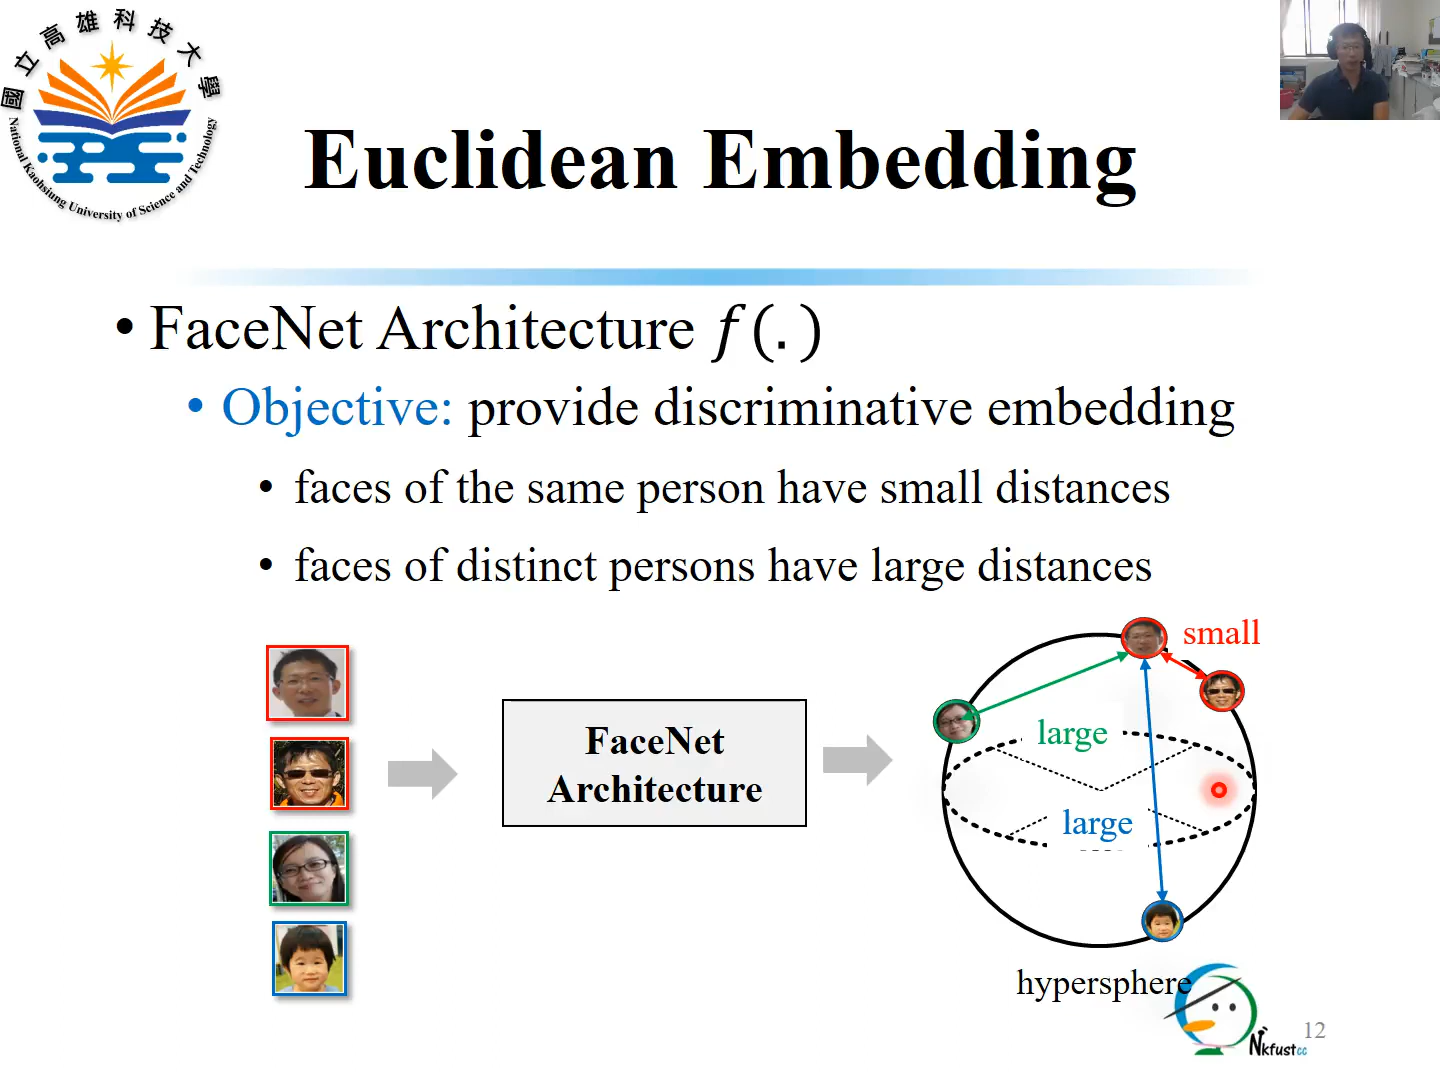 國立高雄科技大學
National Kaohsiung University of Science and Technology
Euclidean Embedding
• FaceNet Architecture f(.)
• Objective: provide discriminative embedding
• faces of the same person have small distances
• faces of distinct persons have large distances
small
large
large
FaceNet
Architecture
hypersphere
Nkfust cc
12